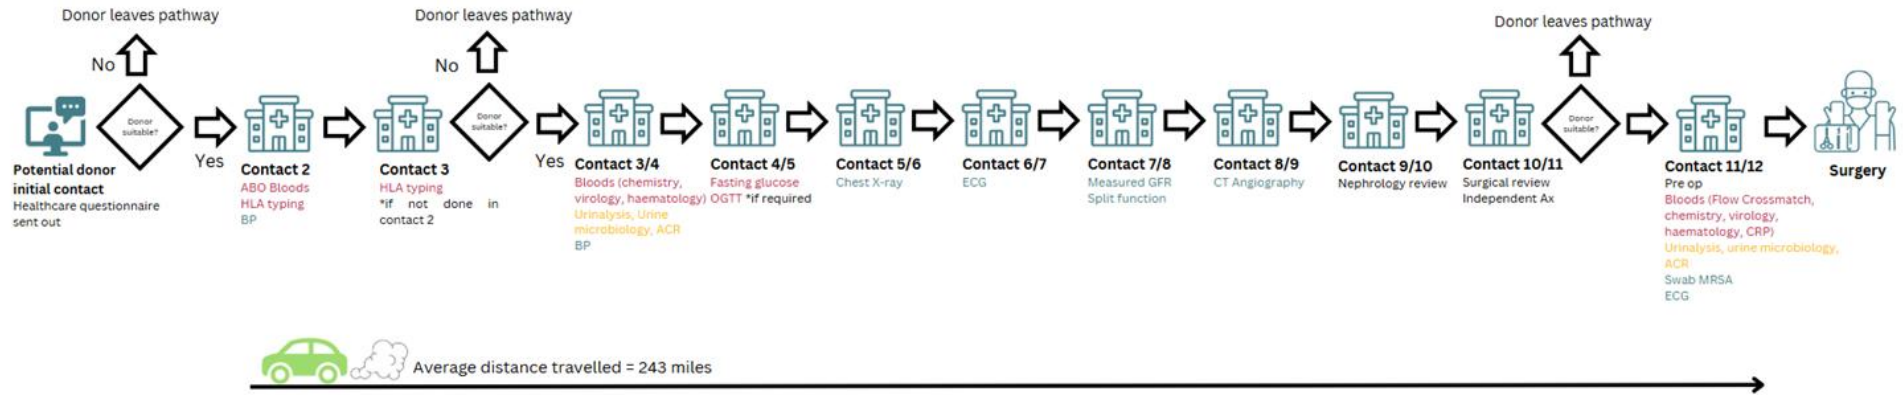 Donor leaves pathway
Donor leaves pathway
Donor leaves pathway
No
No
Donor
suitable?
Donor
suitable?
Donor
suitable?
Yes
Yes
Potential donor
initial contact
Healthcare questionnaire
sent out
Contact 2
ABO Bloods
HLA typing
BP
Contact 3
HLA typing
*if not done in
contact 2
Contact 3/4
Bloods (chemistry,
virology, haematology)
Urinalysis, Urine
microbiology, ACR
BP
Contact 4/5
Fasting glucose
OGTT *if required
Contact 5/6
Chest X-ray
Contact 6/7
ECG
Contact 7/8
Measured GFR
Split function
Contact 8/9
CT Angiography
Contact 9/10
Nephrology review
Contact 10/11
Surgical review
Independent Ax
Contact 11/12
Pre op
Bloods (Flow Crossmatch,
chemistry, virology,
haematology, CRP)
Urinalysis, urine microbiology,
ACR
Swab MRSA
ECG
Surgery
Average distance travelled = 243 miles